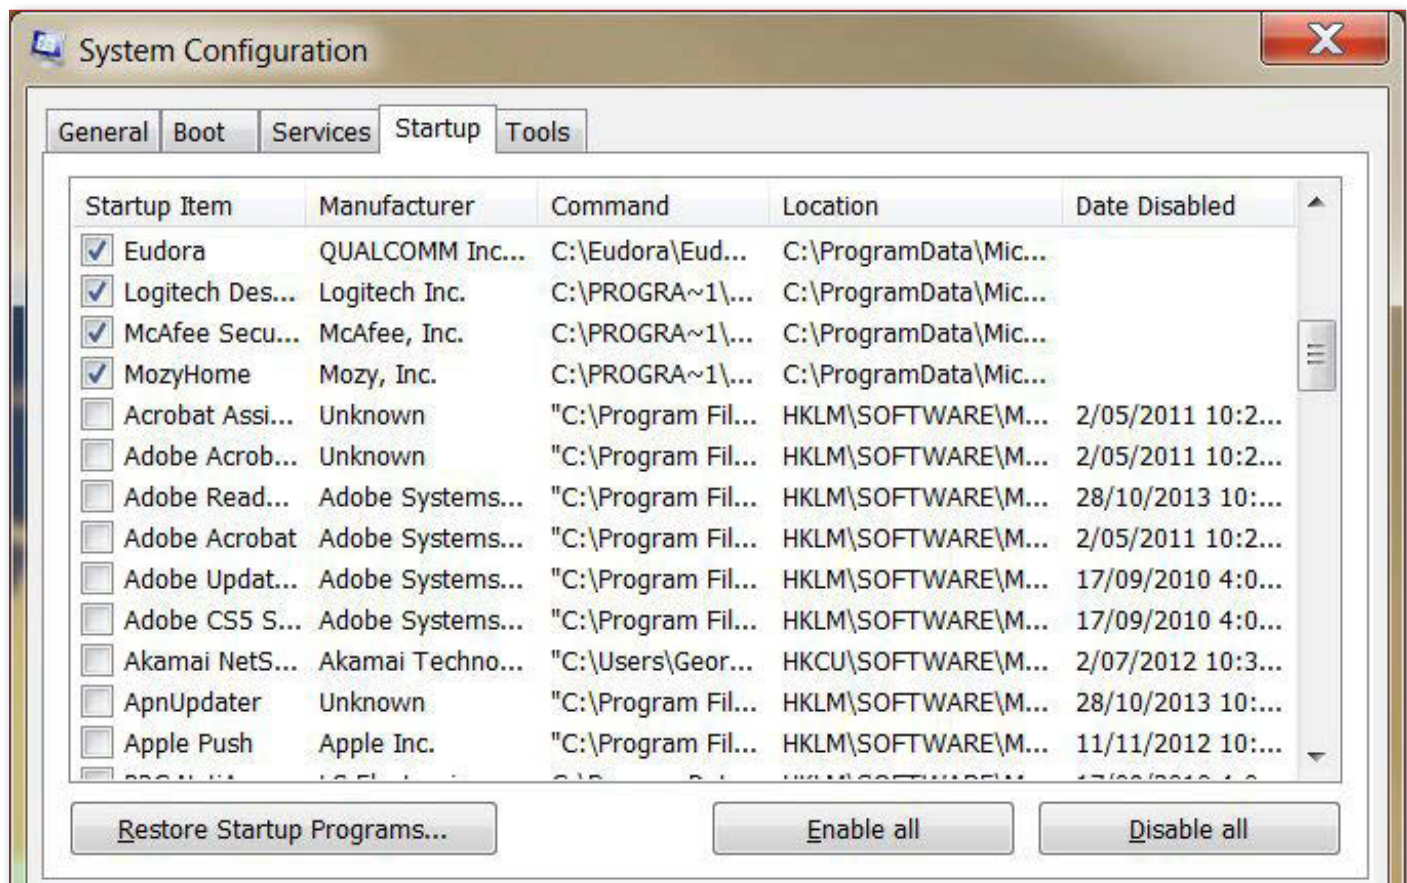 System Configuration
General Boot Services Startup Tools
Startup Item Manufacturer Command Location Date Disabled
Eudora QUALCOMM Inc... C:\Eudora\Eud... C:\ProgramData\Mic...
Logitech Des... Logitech Inc. C:\PROGRA~1\... C:\ProgramData\Mic...
McAfee Secu... McAfee, Inc. C:\PROGRA~1\... C:\ProgramData\Mic...
MozyHome Mozy, Inc. C:\PROGRA~1\... C:\ProgramData\Mic...
Acrobat Assi... Unknown "C:\Program Fil... HKLM\SOFTWARE\M... 2/05/2011 10:2...
Adobe Acrob... Unknown "C:\Program Fil... HKLM\SOFTWARE\M... 2/05/2011 10:2...
Adobe Read... Adobe Systems... "C:\Program Fil... HKLM\SOFTWARE\M... 28/10/2013 10:...
Adobe Acrobat Adobe Systems... "C:\Program Fil... HKLM\SOFTWARE\M... 2/05/2011 10:2...
Adobe Updat... Adobe Systems... "C:\Program Fil... HKLM\SOFTWARE\M... 17/09/2010 4:0...
Adobe CS5 S... Adobe Systems... "C:\Program Fil... HKLM\SOFTWARE\M... 17/09/2010 4:0...
Akamai NetS... Akamai Techno... "C:\Users\Geor... HKCU\SOFTWARE\M... 2/07/2012 10:3...
ApnUpdater Unknown "C:\Program Fil... HKLM\SOFTWARE\M... 28/10/2013 10:...
Apple Push Apple Inc. "C:\Program Fil... HKLM\SOFTWARE\M... 11/11/2012 10:...
Restore Startup Programs... Enable all Disable all